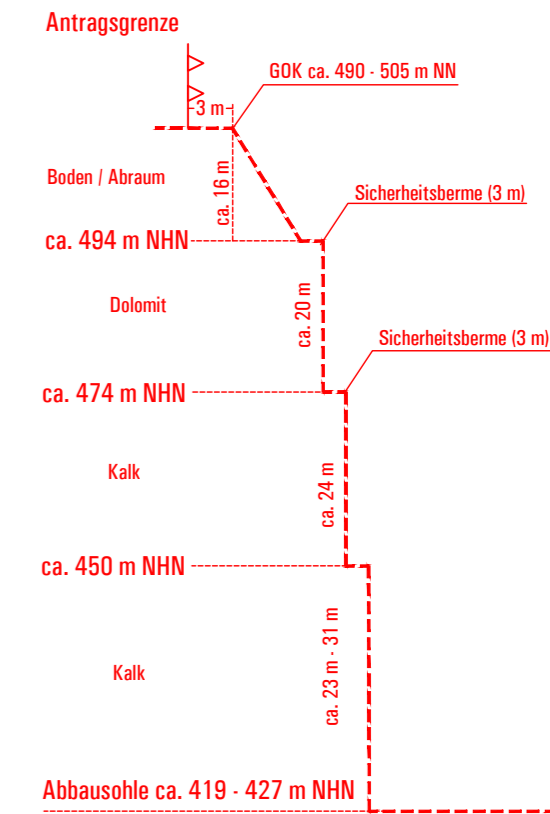 Antragsgrenze
GOK ca. 490 - 505 m NN
3 m
Boden / Abraum
ca. 16 m
Sicherheitsberme (3 m)
ca. 494 m NHN
Dolomit
ca. 20 m
Sicherheitsberme (3 m)
ca. 474 m NHN
Kalk
ca. 24 m
ca. 450 m NHN
Kalk
ca. 23 m - 31 m
Abbausohle ca. 419 - 427 m NHN